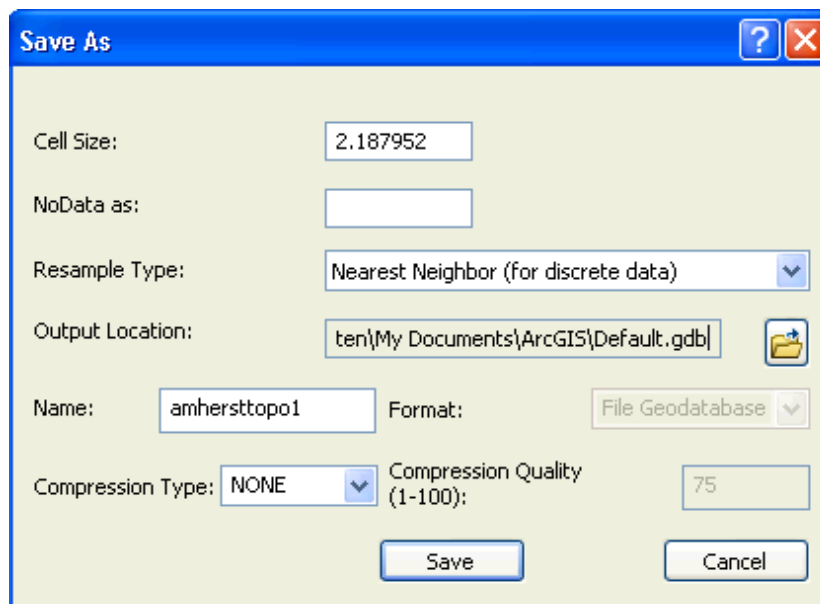 Save As
Cell Size: 2.187952
NoData as:
Resample Type: Nearest Neighbor (for discrete data)
Output Location: ten\My Documents\ArcGIS\Default.gdb
Name: amhersttopo1 Format: File Geodatabase
Compression Type: NONE Compression Quality
(1-100): 75
Save Cancel